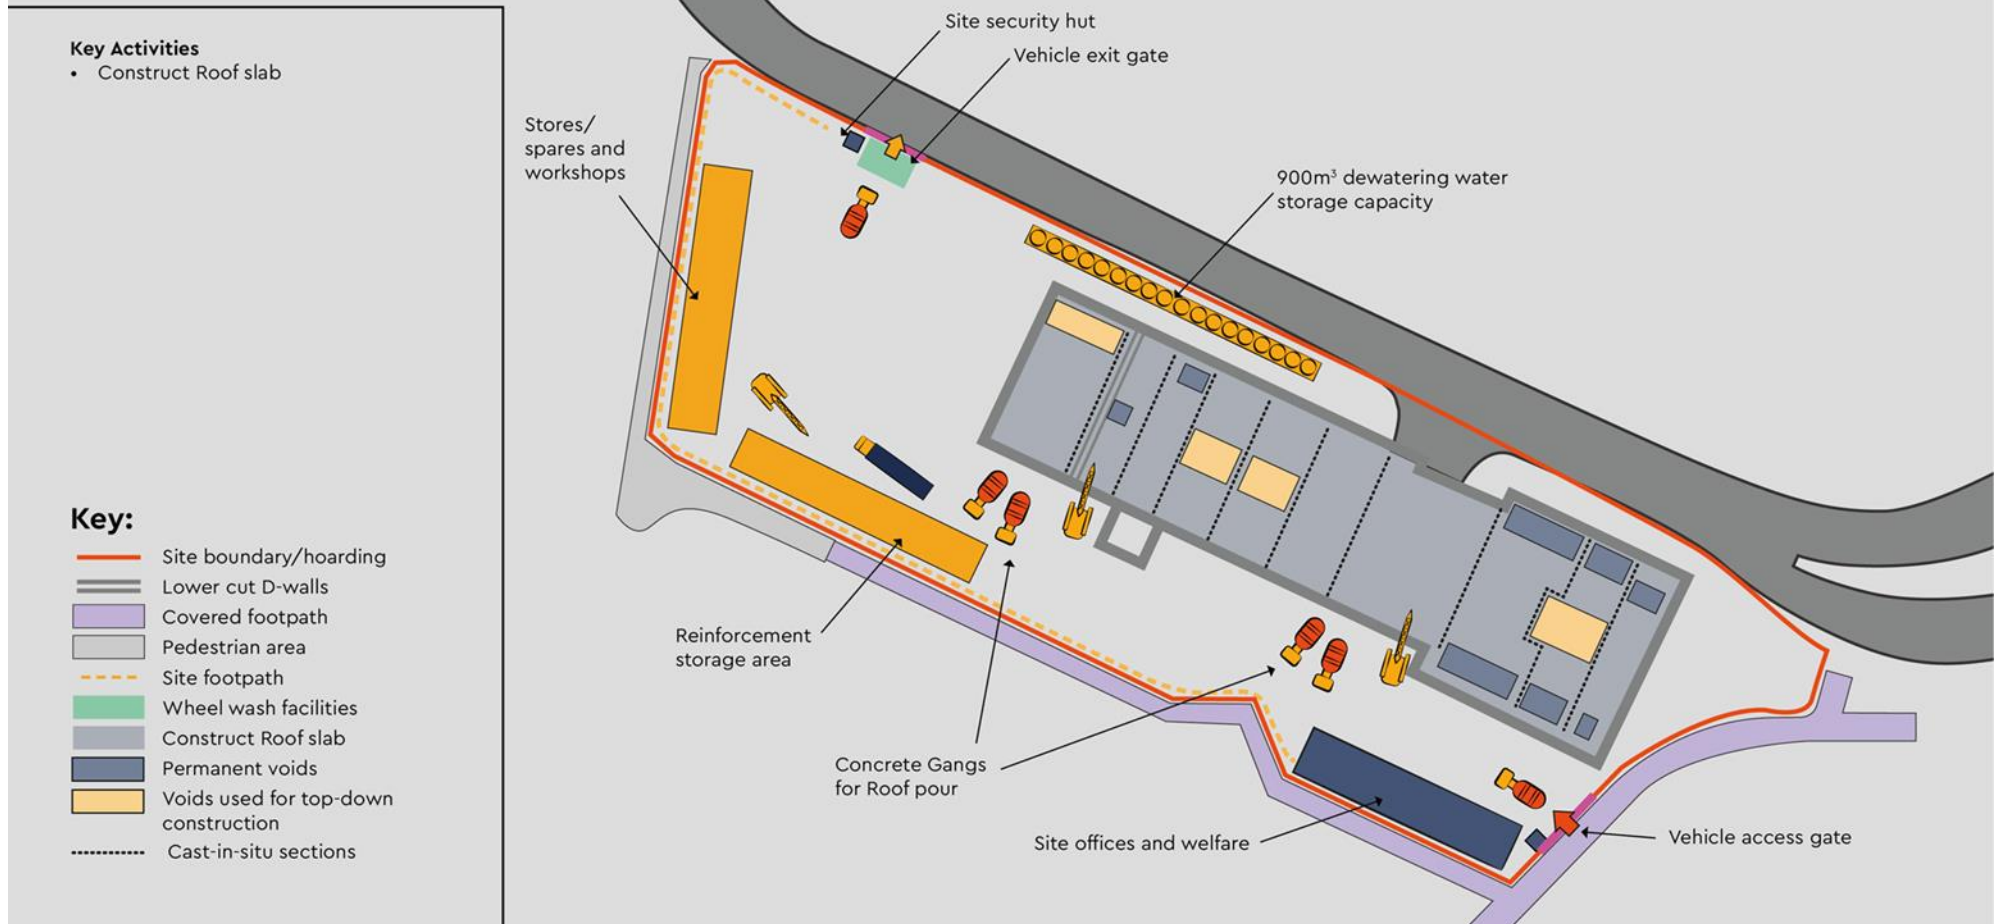 Key Activities
• Construct Roof slab
Site security hut
Vehicle exit gate
Stores/
spares and
workshops
900m³ dewatering water
storage capacity
Reinforcement
storage area
Concrete Gangs
for Roof pour
Site offices and welfare
Vehicle access gate
Key:
Site boundary/hoarding
Lower cut D-walls
Covered footpath
Pedestrian area
Site footpath
Wheel wash facilities
Construct Roof slab
Permanent voids
Voids used for top-down
construction
Cast-in-situ sections